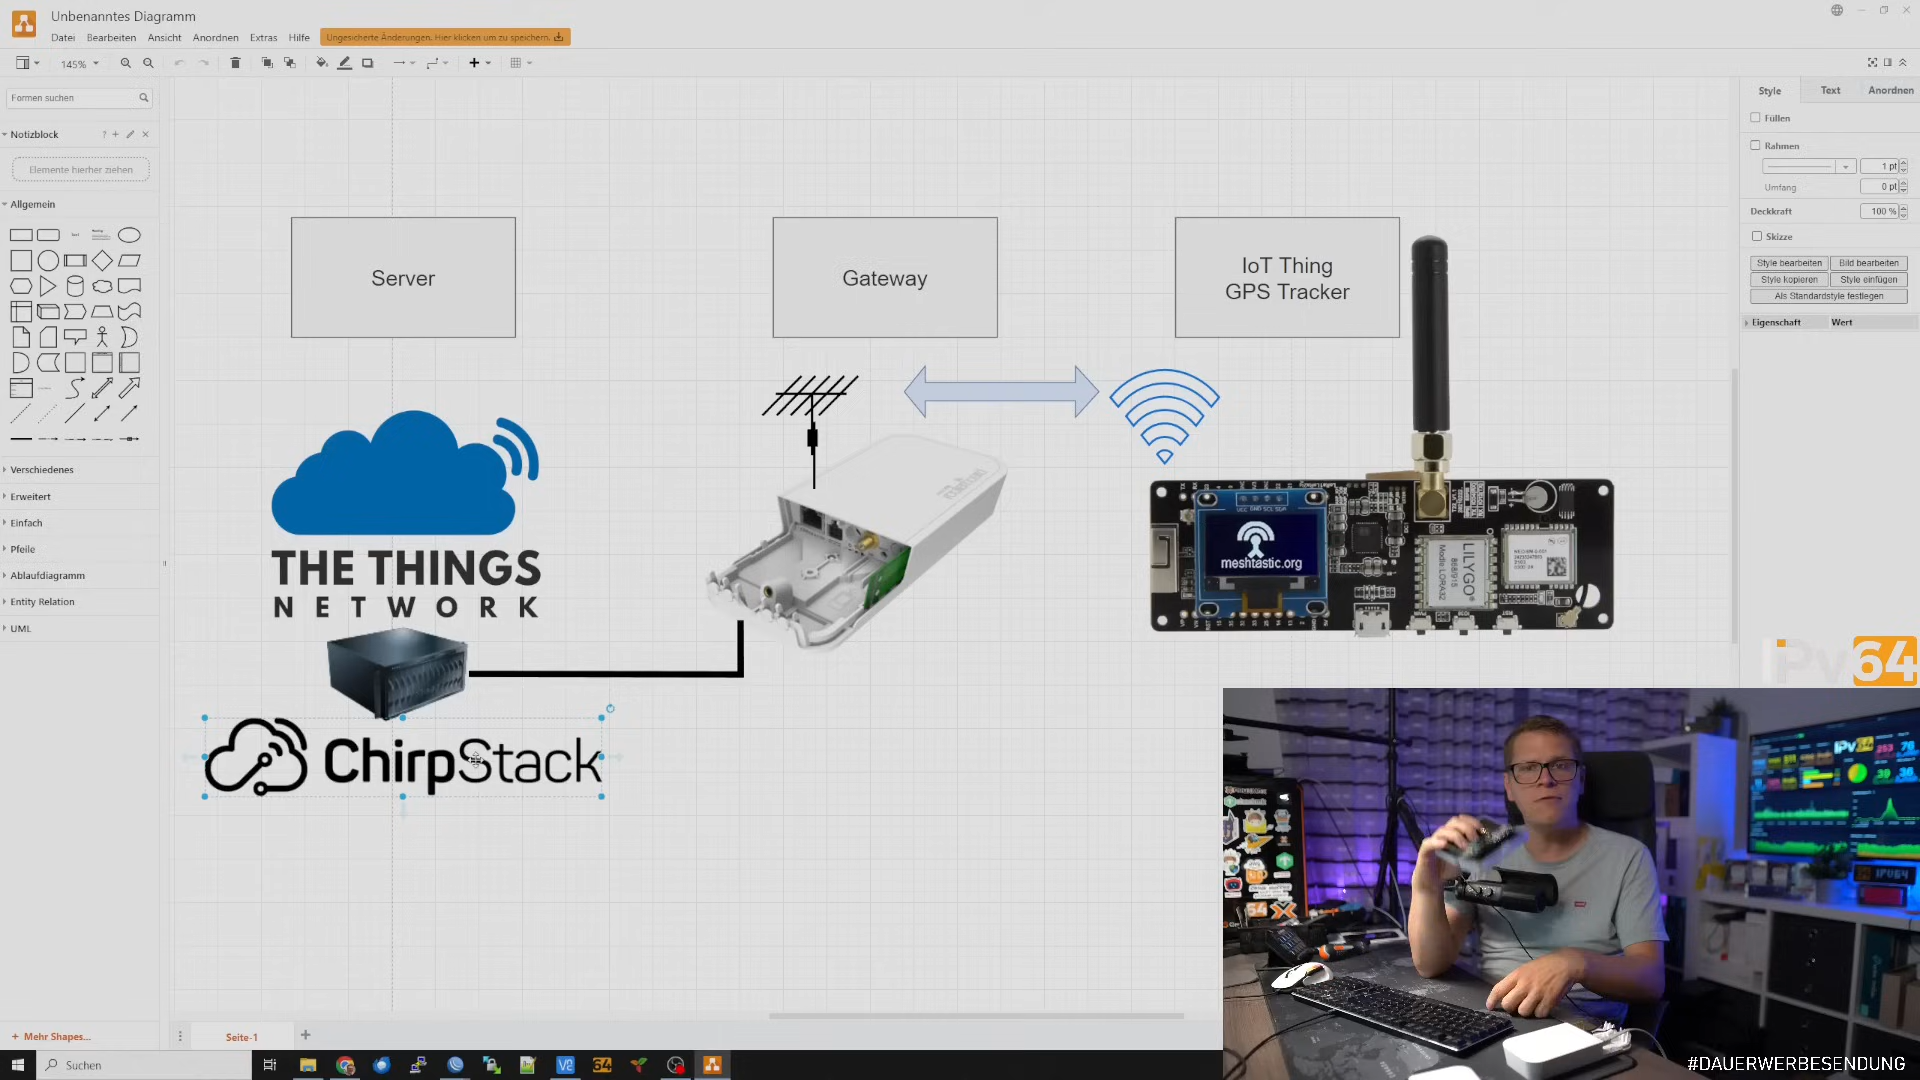 Unbenanntes Diagramm
Datei Bearbeiten Ansicht Anordnen Extras Hilfe
Ungesicherte Änderungen. Hier klicken um zu speichern.
145%
Formen suchen
Notizblock
Elemente hierher ziehen
Allgemein
Verschiedenes
Erweitert
Einfach
Pfeile
Ablaufdiagramm
Entity Relation
UML
+ Mehr Shapes...
Server
Gateway
IoT Thing
GPS Tracker
THE THINGS
NETWORK
ChirpStack
VCC GND SCL SDA
meshtastic.org
LILYGO
Style Text Anordnen
Füllen
Rahmen
1 pt
Umfang
0 pt
Deckkraft
100 %
Skizze
Style bearbeiten Bild bearbeiten
Style kopieren Style einfügen
Als Standardstyle festlegen
Eigenschaft Wert
IPv64
Seite-1
Suchen
#DAUERWERBESENDUNG